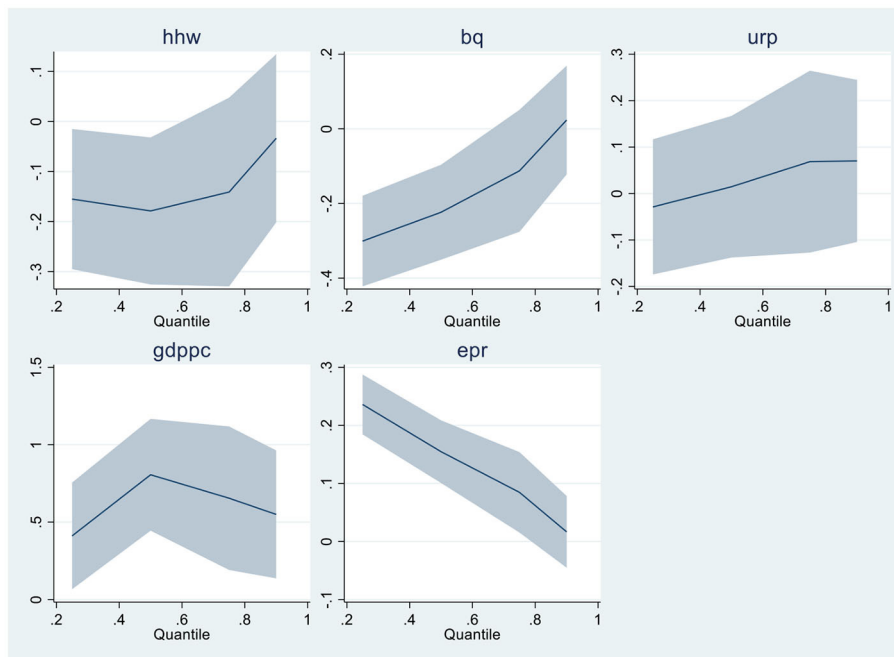 hhw
.1
0
-.1
-.2
-.3
.2 .4 .6 .8 1
Quantile
bq
.2
0
-.2
-.4
.2 .4 .6 .8 1
Quantile
urp
.3
.2
.1
0
-.1
-.2
.2 .4 .6 .8 1
Quantile
gdppc
1.5
1
.5
0
.2 .4 .6 .8 1
Quantile
epr
.3
.2
.1
0
-.1
.2 .4 .6 .8 1
Quantile